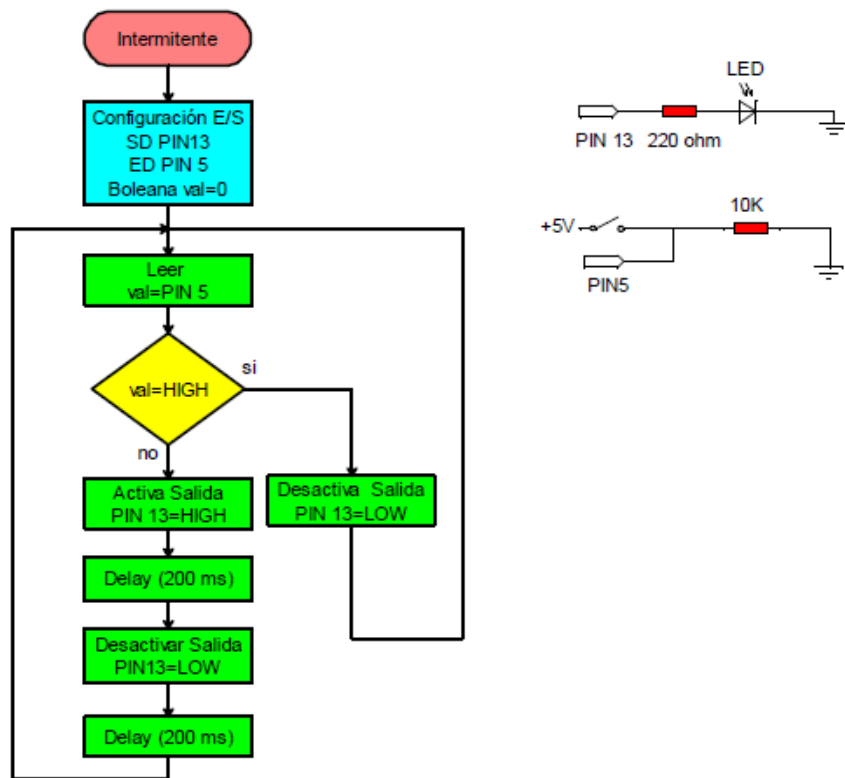 Intermitente
Configuración E/S
SD PIN13
ED PIN 5
Boleana val=0
Leer
val=PIN 5
val=HIGH
si
no
Activa Salida
PIN 13=HIGH
Desactiva Salida
PIN 13=LOW
Delay (200 ms)
Desactivar Salida
PIN13=LOW
Delay (200 ms)
LED
PIN 13
220 ohm
10K
+5V
PIN5